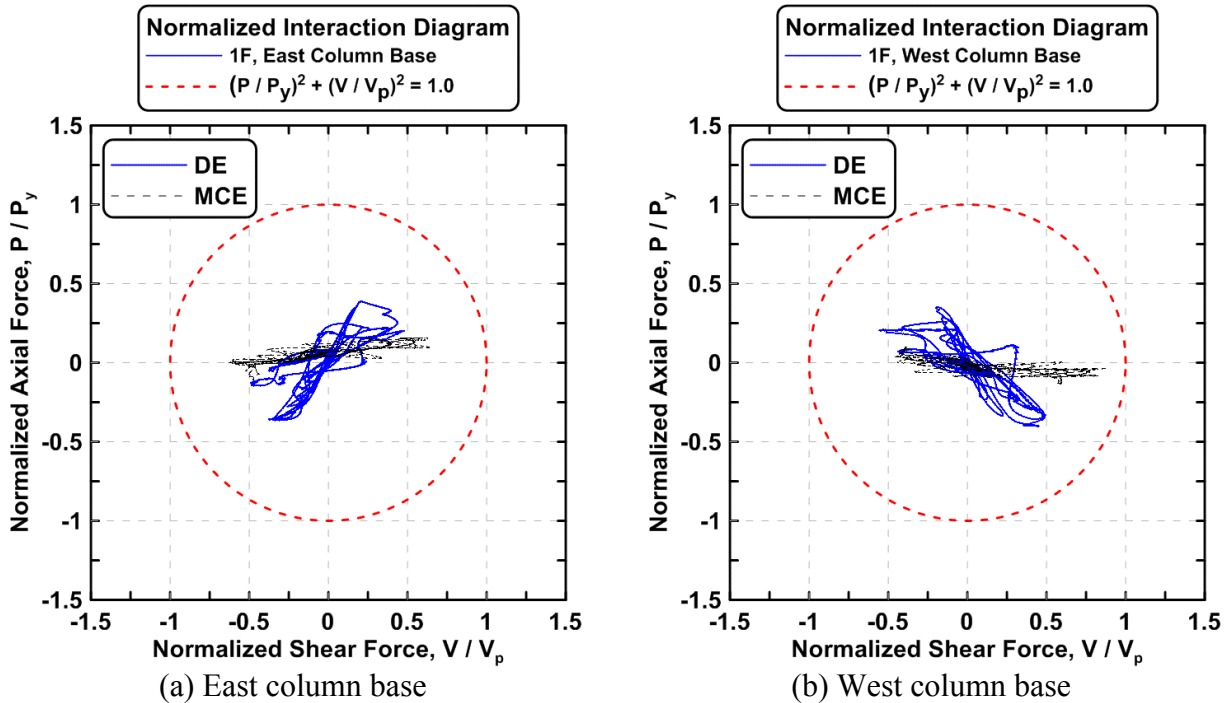 Normalized Interaction Diagram
1F, East Column Base
(P / Py)2 + (V / Vp)2 = 1.0
DE
MCE
1.5
1
0.5
0
-0.5
-1
-1.5
Normalized Axial Force, P / Py
-1.5 -1 -0.5 0 0.5 1 1.5
Normalized Shear Force, V / Vp
(a) East column base
Normalized Interaction Diagram
1F, West Column Base
(P / Py)2 + (V / Vp)2 = 1.0
DE
MCE
1.5
1
0.5
0
-0.5
-1
-1.5
Normalized Axial Force, P / Py
-1.5 -1 -0.5 0 0.5 1 1.5
Normalized Shear Force, V / Vp
(b) West column base